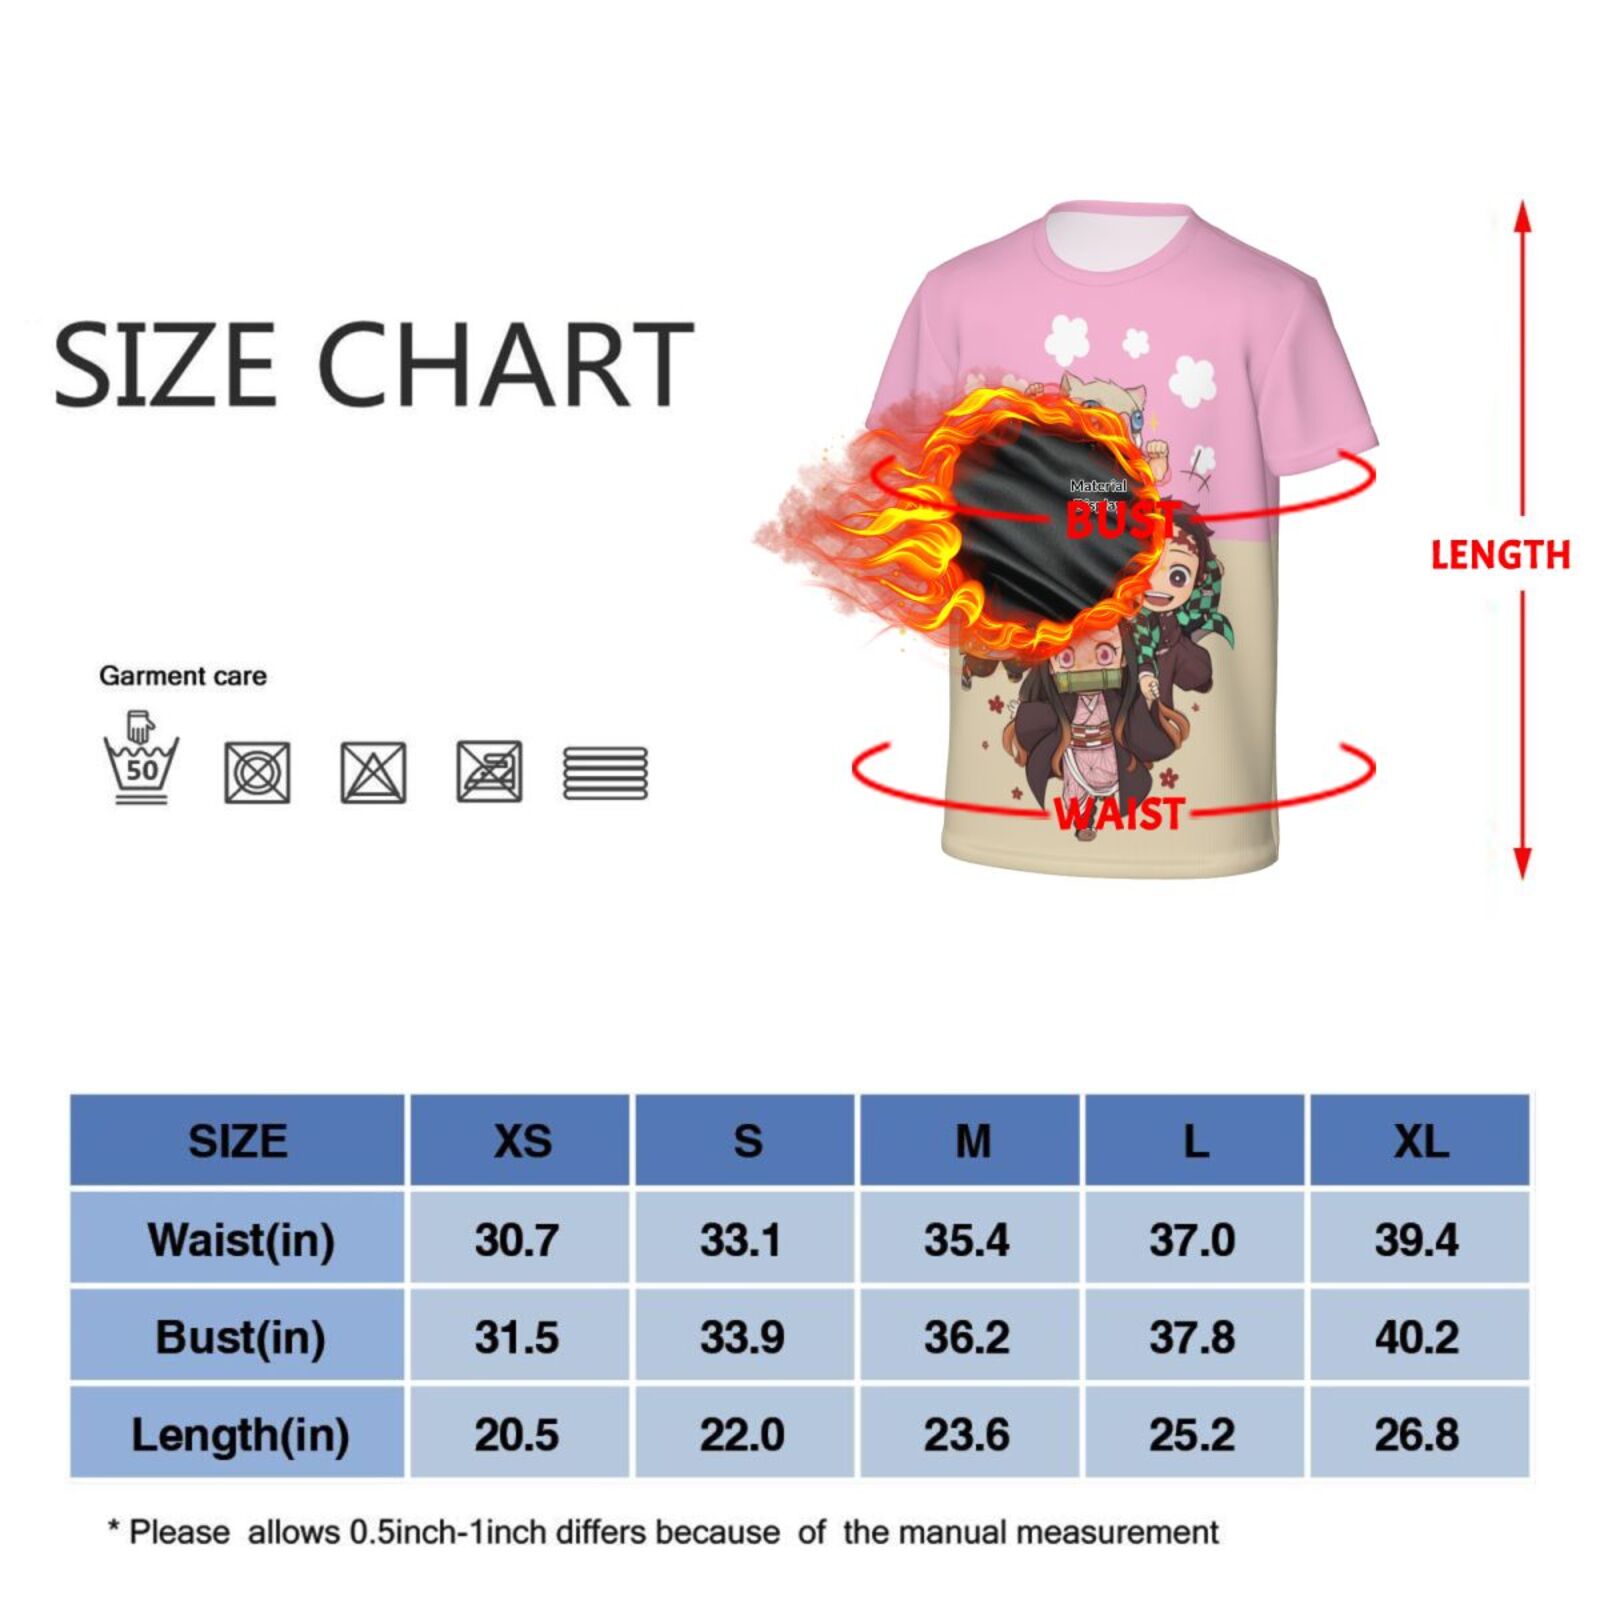 SIZE CHART
Material
Display
BUST
LENGTH
Garment care
50
WAIST
SIZE XS S M L XL
Waist(in) 30.7 33.1 35.4 37.0 39.4
Bust(in) 31.5 33.9 36.2 37.8 40.2
Length(in) 20.5 22.0 23.6 25.2 26.8
* Please allows 0.5inch-1inch differs because of the manual measurement